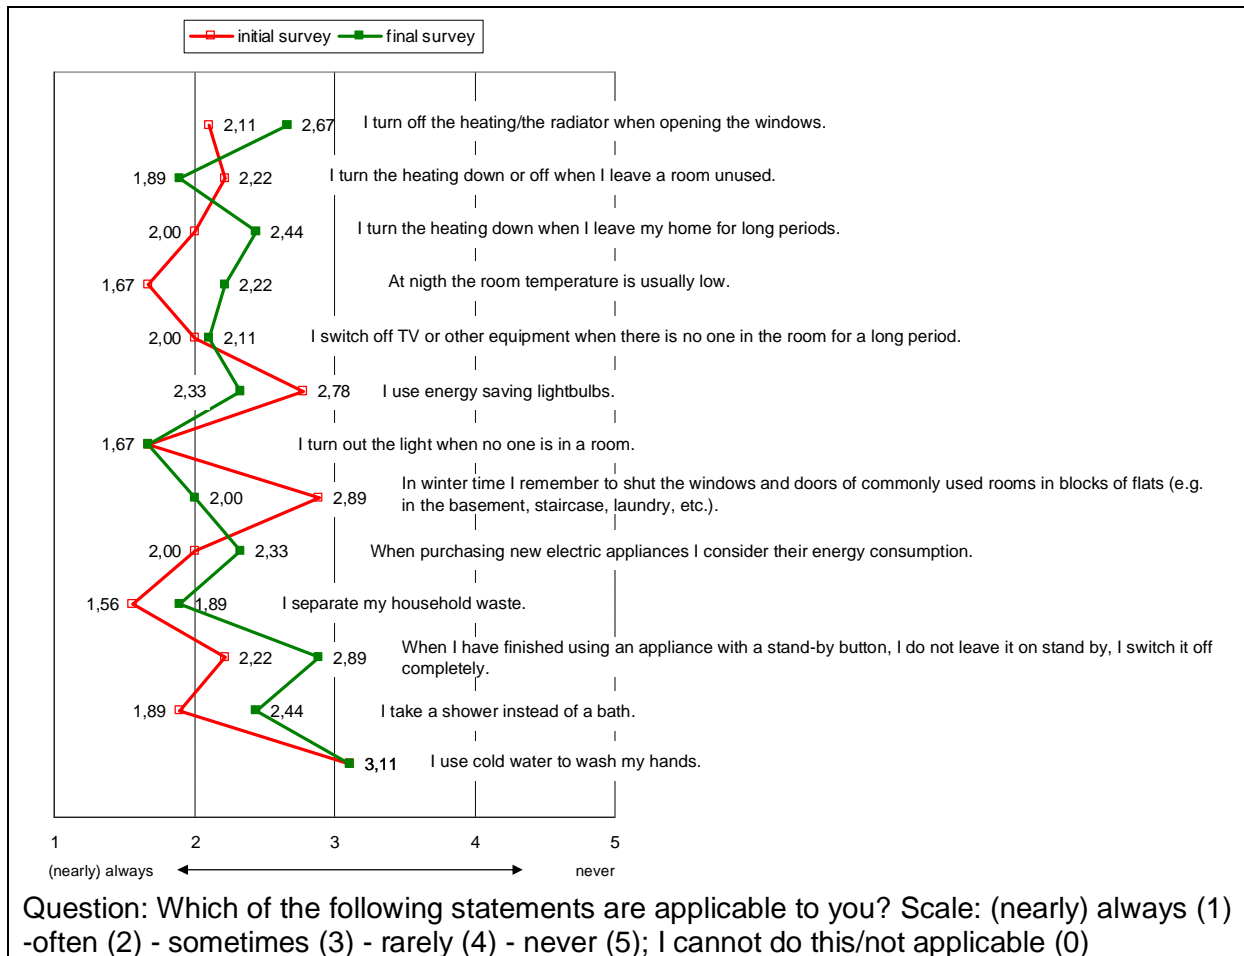 initial survey final survey
2,11 2,67 I turn off the heating/the radiator when opening the windows.
1,89 2,22 I turn the heating down or off when I leave a room unused.
2,00 2,44 I turn the heating down when I leave my home for long periods.
1,67 2,22 At nigth the room temperature is usually low.
2,00 2,11 I switch off TV or other equipment when there is no one in the room for a long period.
2,33 2,78 I use energy saving lightbulbs.
1,67 I turn out the light when no one is in a room.
In winter time I remember to shut the windows and doors of commonly used rooms in blocks of flats (e.g.
2,00 2,89 in the basement, staircase, laundry, etc.).
2,00 2,33 When purchasing new electric appliances I consider their energy consumption.
1,56 1,89 I separate my household waste.
When I have finished using an appliance with a stand-by button, I do not leave it on stand by, I switch it off
2,22 2,89 completely.
1,89 2,44 I take a shower instead of a bath.
3,11 I use cold water to wash my hands.
1 2 3 4 5
(nearly) always never
Question: Which of the following statements are applicable to you? Scale: (nearly) always (1)
-often (2) - sometimes (3) - rarely (4) - never (5); I cannot do this/not applicable (0)